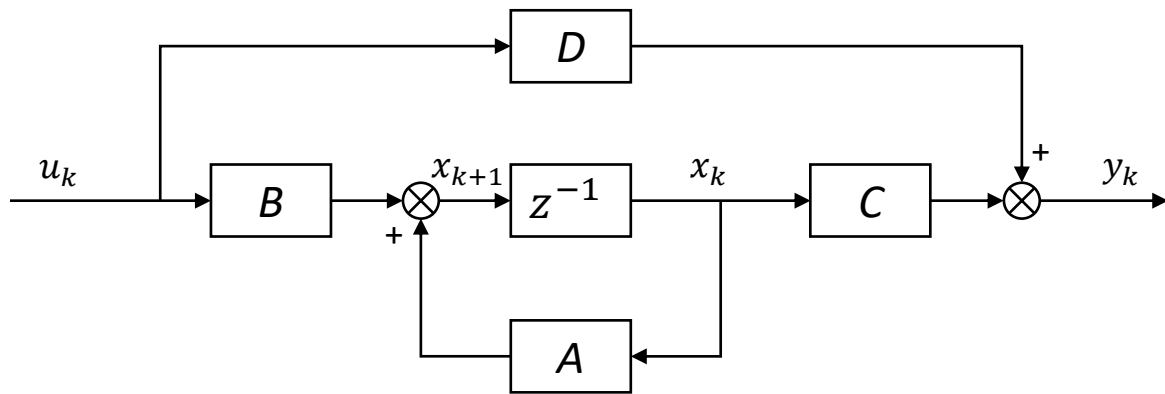 D
+
u_k
B
x_{k+1}
z^{-1}
x_k
C
y_k
+
A